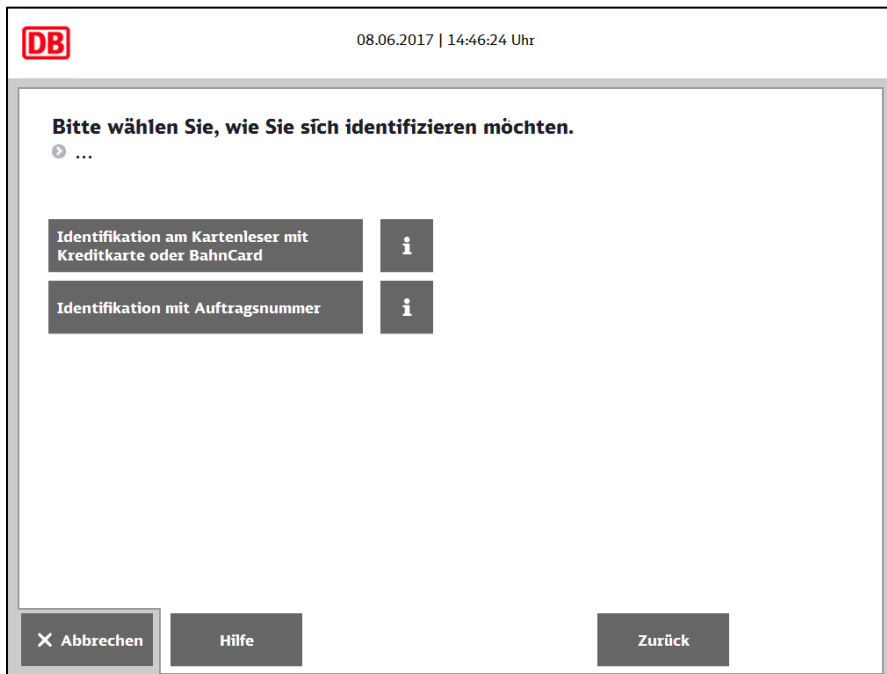 DB
08.06.2017 | 14:46:24 Uhr
Bitte wählen Sie, wie Sie sich identifizieren möchten.
...
Identifikation am Kartenleser mit
Kreditkarte oder BahnCard
i
Identifikation mit Auftragsnummer
i
Abbrechen
Hilfe
Zurück